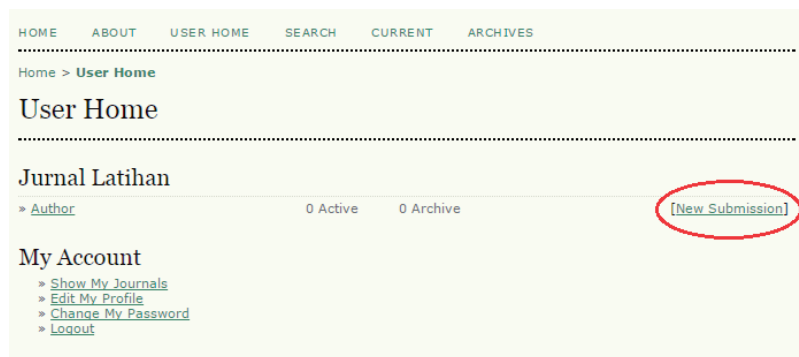 HOME ABOUT USER HOME SEARCH CURRENT ARCHIVES
Home > User Home
User Home
Jurnal Latihan
» Author 0 Active 0 Archive [New Submission]
My Account
» Show My Journals
» Edit My Profile
» Change My Password
» Logout